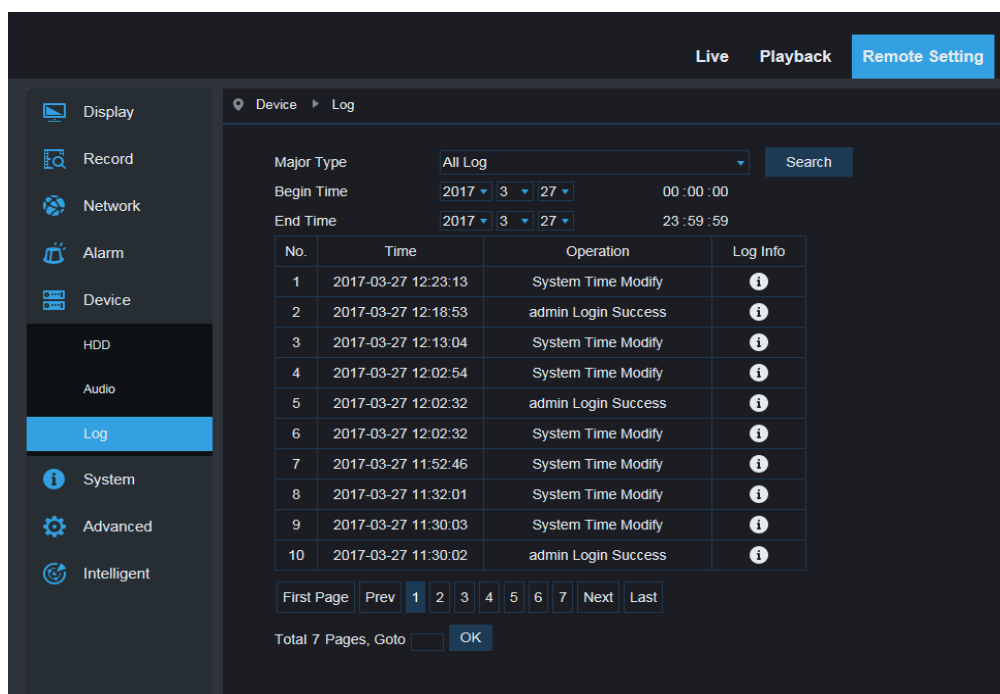 Live Playback Remote Setting
Display
Record
Network
Alarm
Device
HDD
Audio
Log
System
Advanced
Intelligent
Device Log
Major Type All Log Search
Begin Time 2017 3 27 00:00:00
End Time 2017 3 27 23:59:59
No. Time Operation Log Info
1 2017-03-27 12:23:13 System Time Modify
2 2017-03-27 12:18:53 admin Login Success
3 2017-03-27 12:13:04 System Time Modify
4 2017-03-27 12:02:54 System Time Modify
5 2017-03-27 12:02:32 admin Login Success
6 2017-03-27 12:02:32 System Time Modify
7 2017-03-27 11:52:46 System Time Modify
8 2017-03-27 11:32:01 System Time Modify
9 2017-03-27 11:30:03 System Time Modify
10 2017-03-27 11:30:02 admin Login Success
First Page Prev 1 2 3 4 5 6 7 Next Last
Total 7 Pages, Goto OK